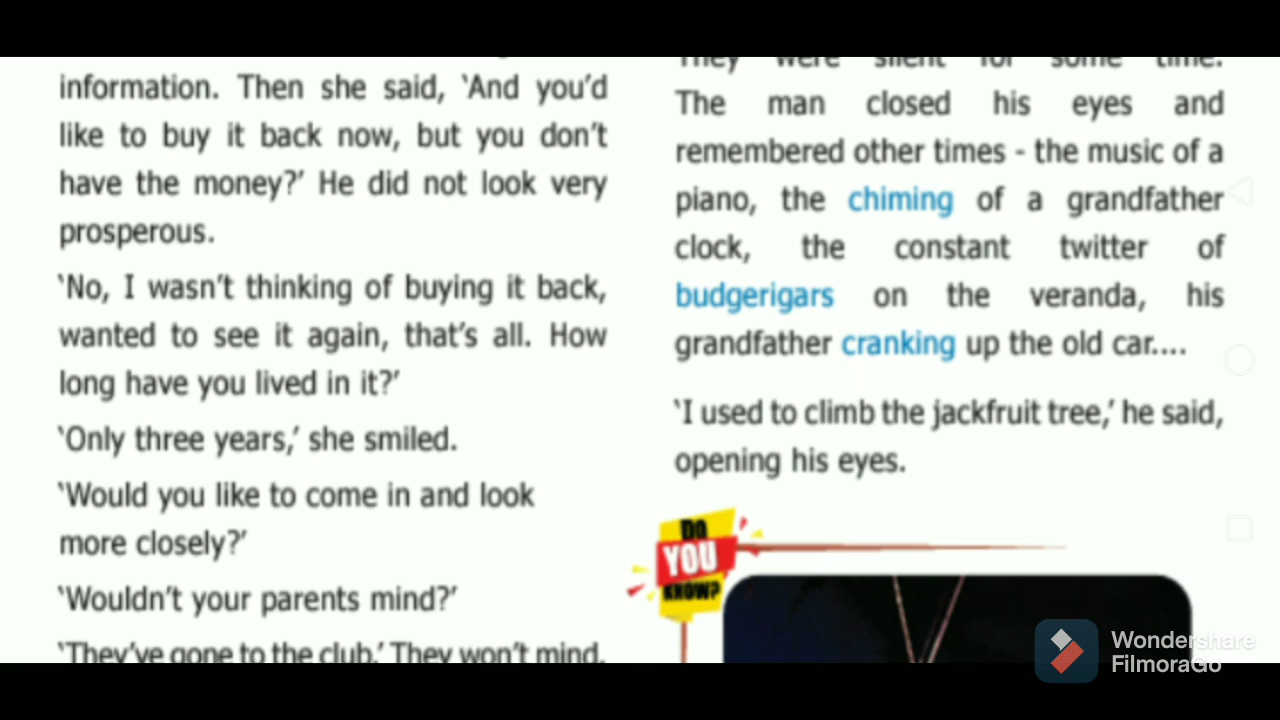 information. Then she said, ‘And you’d
like to buy it back now, but you don’t
have the money?’ He did not look very
prosperous.
‘No, I wasn’t thinking of buying it back,
wanted to see it again, that’s all. How
long have you lived in it?’
‘Only three years,’ she smiled.
‘Would you like to come in and look
more closely?’
‘Wouldn’t your parents mind?’
‘They’ve gone to the club.’ They won’t mind.
They were silent for some time.
The man closed his eyes and
remembered other times - the music of a
piano, the chiming of a grandfather
clock, the constant twitter of
budgerigars on the veranda, his
grandfather cranking up the old car....
‘I used to climb the jackfruit tree,’ he said,
opening his eyes.
DO
YOU
KNOW?
Wondershare
FilmoraGo